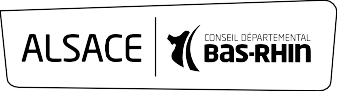 ALSACE
CONSEIL DÉPARTEMENTAL
BAS-RHIN